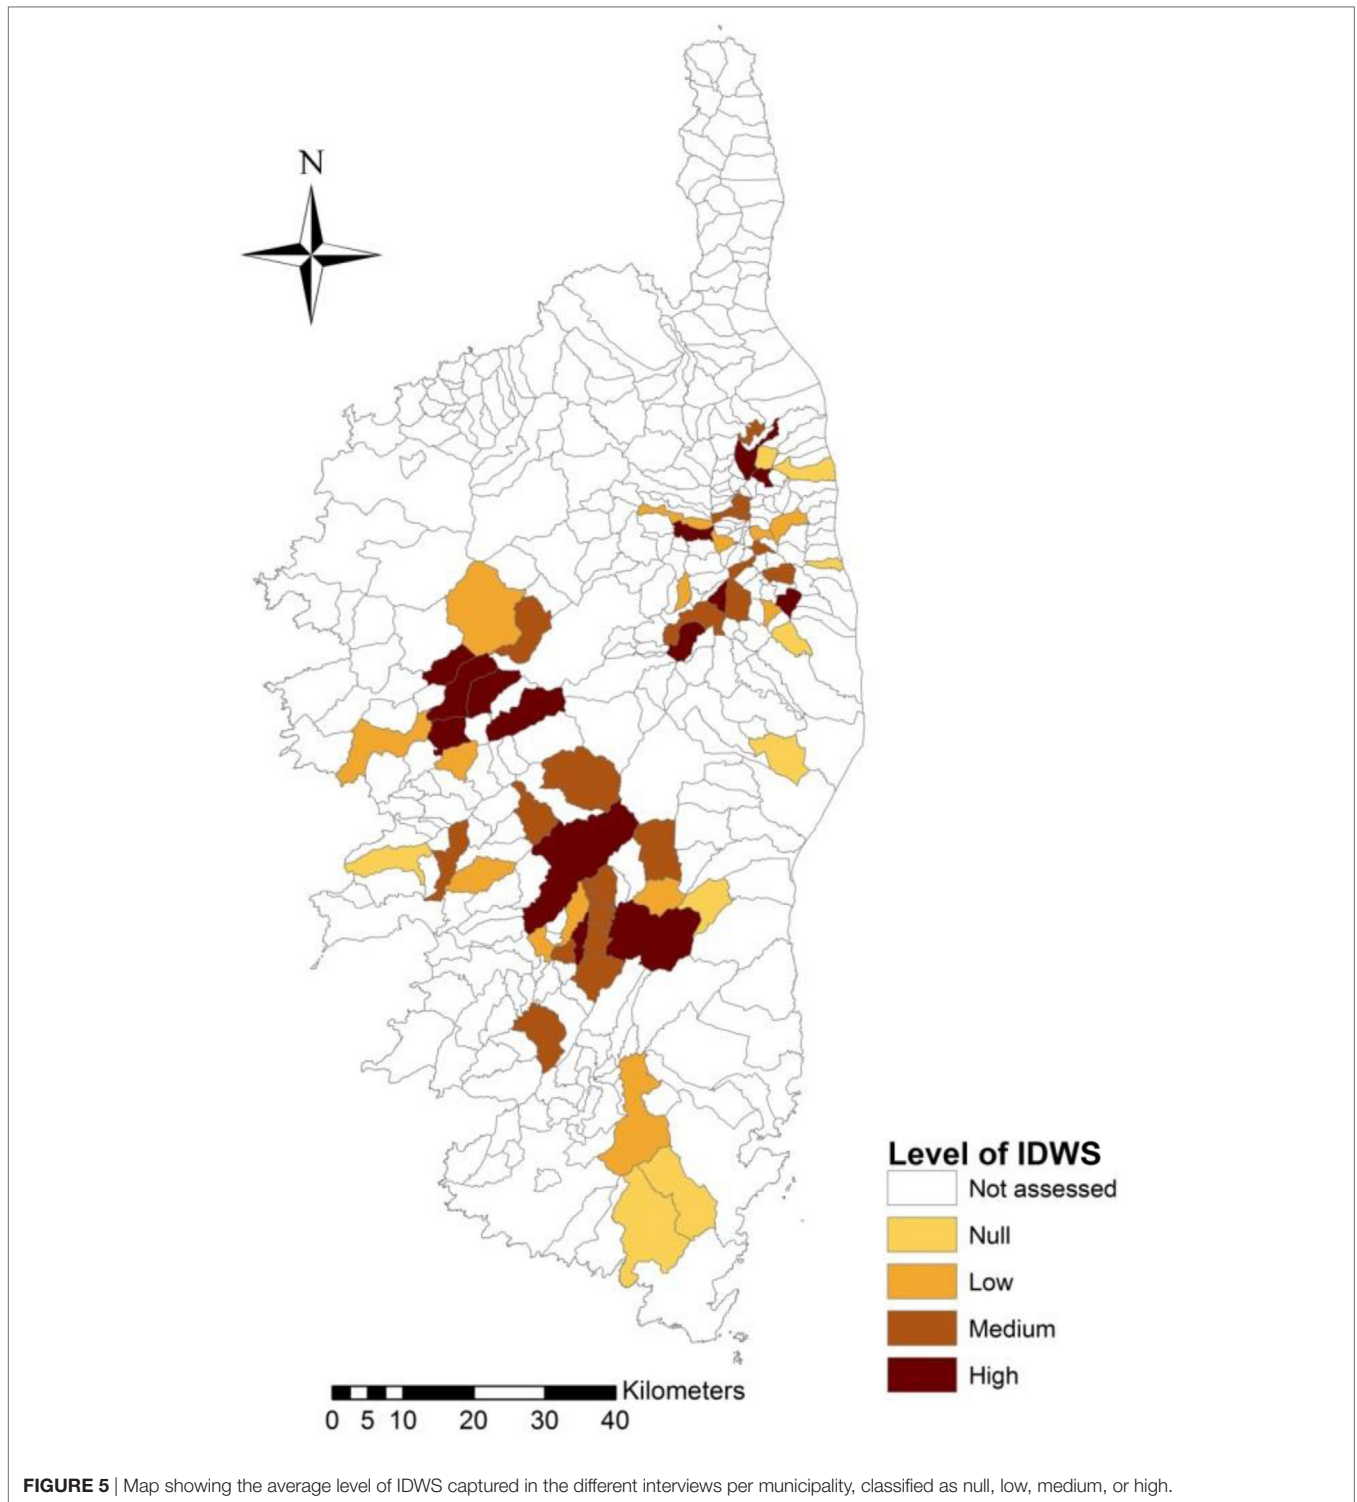 N
Level of IDWS
Not assessed
Null
Low
Medium
High
Kilometers
0 5 10 20 30 40
FIGURE 5 | Map showing the average level of IDWS captured in the different interviews per municipality, classified as null, low, medium, or high.